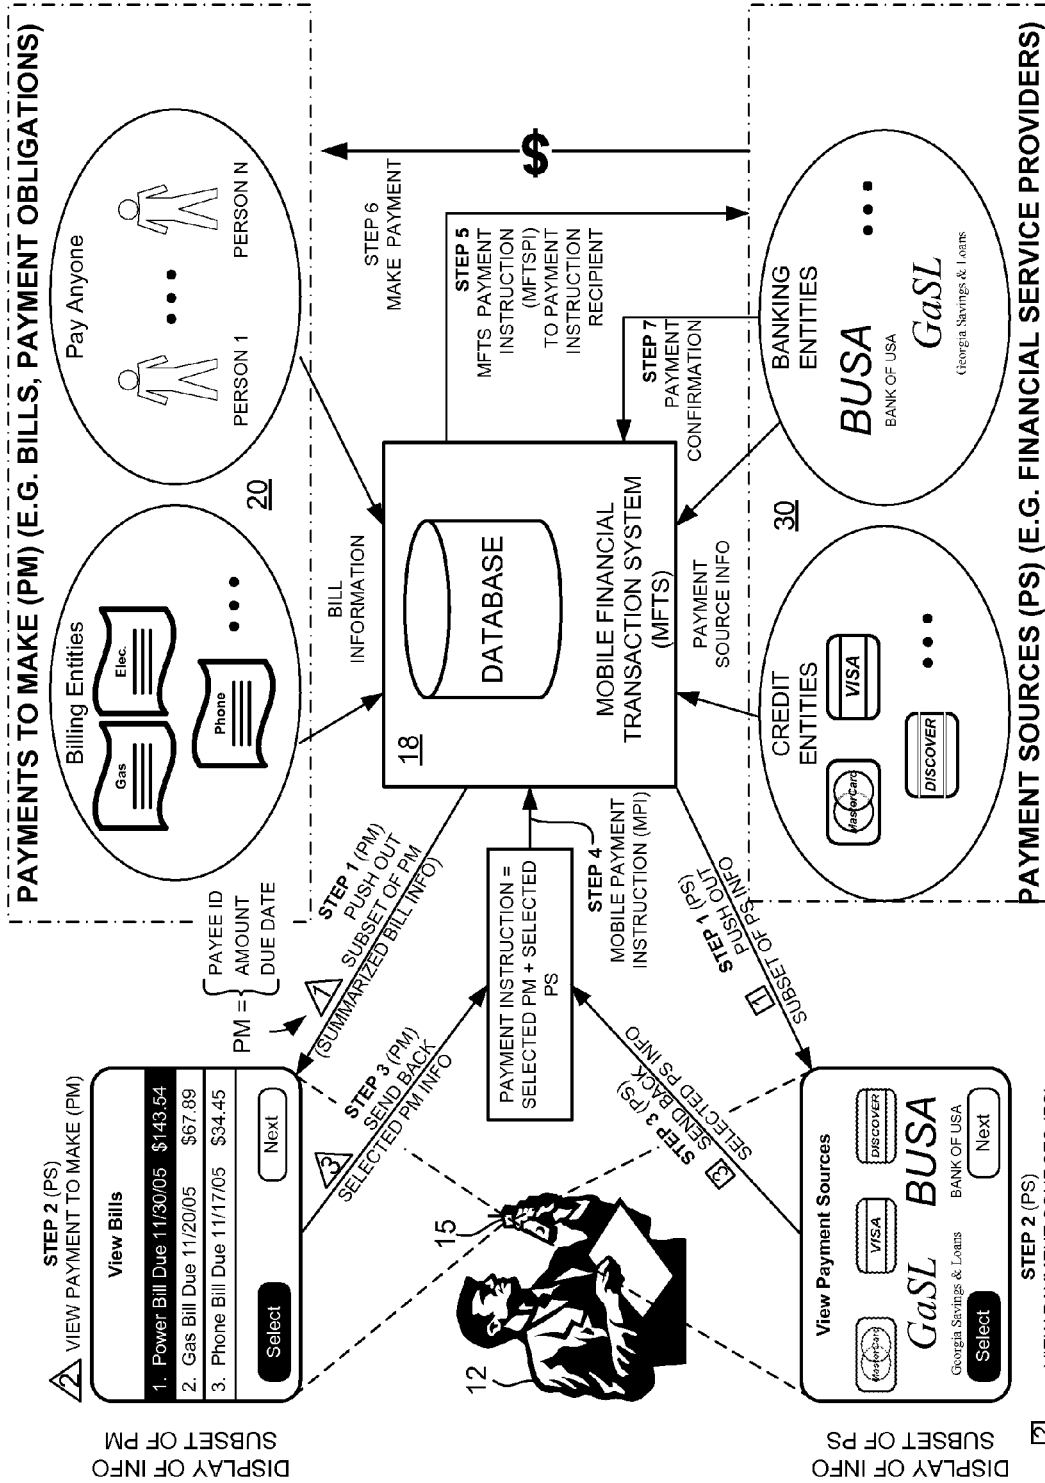 PAYMENTS TO MAKE (PM) (E.G. BILLS, PAYMENT OBLIGATIONS)
Billing Entities
Gas
Elec.
Phone
Pay Anyone
PERSON 1
PERSON N
20
STEP 2 (PS)
2
VIEW PAYMENT TO MAKE (PM)
View Bills
1. Power Bill Due 11/30/05 $143.54
2. Gas Bill Due 11/20/05 $67.89
3. Phone Bill Due 11/17/05 $34.45
Select
Next
DISPLAY OF INFO
SUBSET OF PM
PM =
PAYEE ID
AMOUNT
DUE DATE
1
STEP 1 (PM)
PUSH OUT
SUBSET OF PM
(SUMMARIZED BILL INFO)
3
STEP 3 (PM)
SEND BACK
SELECTED PM INFO
BILL
INFORMATION
STEP 6
MAKE PAYMENT
$
STEP 5
MFTS PAYMENT
INSTRUCTION
(MFTSPI)
TO PAYMENT
INSTRUCTION
RECIPIENT
18
DATABASE
MOBILE FINANCIAL
TRANSACTION SYSTEM
(MFTS)
PAYMENT INSTRUCTION =
SELECTED PM + SELECTED
PS
STEP 4
MOBILE PAYMENT
INSTRUCTION (MPI)
12
15
STEP 7
PAYMENT
CONFIRMATION
PAYMENT
SOURCE INFO
1
STEP 1 (PS)
PUSH OUT
SUBSET OF PS INFO
3
STEP 3 (PS)
SEND BACK
SELECTED PS INFO
View Payment Sources
MasterCard
VISA
DISCOVER
GaSL
Georgia Savings & Loans
BUSA
BANK OF USA
Select
Next
DISPLAY OF INFO
SUBSET OF PS
STEP 2 (PS)
2
30
CREDIT
ENTITIES
MasterCard
VISA
DISCOVER
BANKING
ENTITIES
BUSA
BANK OF USA
GaSL
Georgia Savings & Loans
PAYMENT SOURCES (PS) (E.G. FINANCIAL SERVICE PROVIDERS)